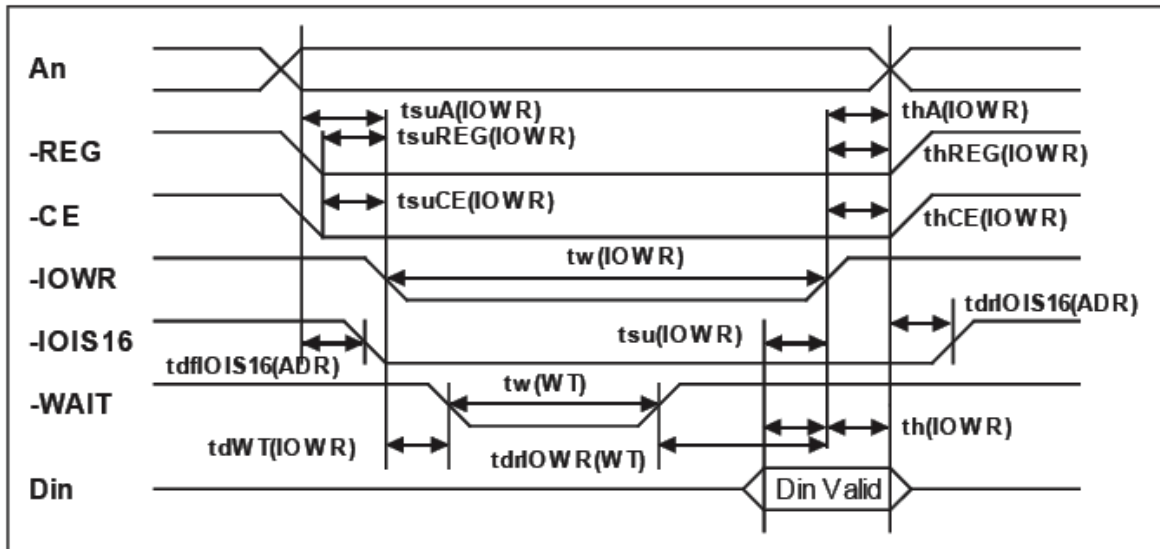 An
tsuA(IOWR)
thA(IOWR)
tsuREG(IOWR)
-REG
thREG(IOWR)
tsuCE(IOWR)
-CE
thCE(IOWR)
tw(IOWR)
-IOWR
tdrIOIS16(ADR)
-IOIS16
tsu(IOWR)
tdfIOIS16(ADR)
tw(WT)
-WAIT
th(IOWR)
tdWT(IOWR)
tdrIOWR(WT)
Din
Din Valid